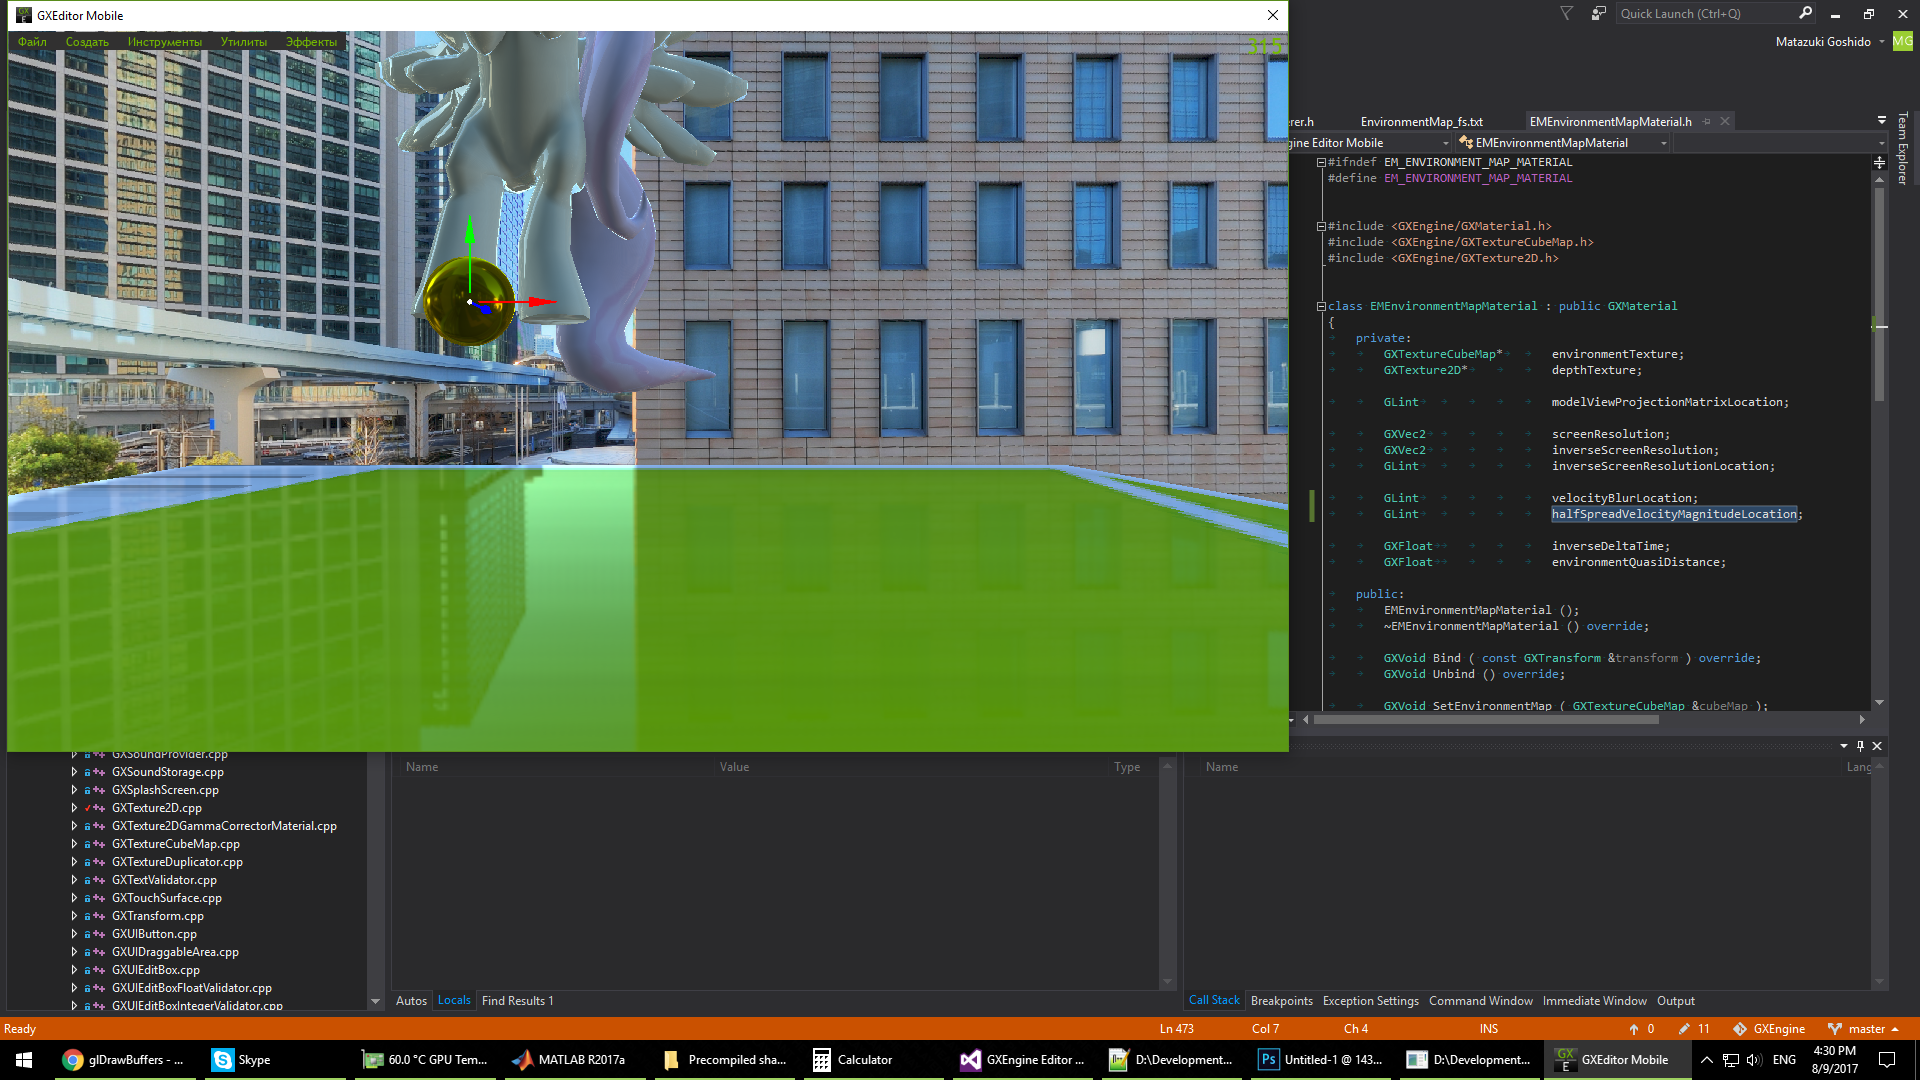 GXEditor Mobile
Файл Создать Инструменты Утилиты Эффекты
31.5
Quick Launch (Ctrl+Q)
Matazuki Goshido
MG
Team Explorer
erer.h EnvironmentMap_fs.txt EMEnvironmentMapMaterial.h
gine Editor Mobile EMEnvironmentMapMaterial
#ifndef EM_ENVIRONMENT_MAP_MATERIAL
#define EM_ENVIRONMENT_MAP_MATERIAL
#include <GXEngine/GXMaterial.h>
#include <GXEngine/GXTextureCubeMap.h>
#include <GXEngine/GXTexture2D.h>
class EMEnvironmentMapMaterial : public GXMaterial
{
private:
GXTextureCubeMap* environmentTexture;
GXTexture2D* depthTexture;
GLint modelViewProjectionMatrixLocation;
GXVec2 screenResolution;
GXVec2 inverseScreenResolution;
GLint inverseScreenResolutionLocation;
GLint velocityBlurLocation;
GLint halfSpreadVelocityMagnitudeLocation;
GXFloat inverseDeltaTime;
GXFloat environmentQuasiDistance;
public:
EMEnvironmentMapMaterial ();
~EMEnvironmentMapMaterial () override;
GXVoid Bind ( const GXTransform &transform ) override;
GXVoid Unbind () override;
GXVoid SetEnvironmentMap ( GXTextureCubeMap &cubeMap );
GXSoundProvider.cpp
GXSoundStorage.cpp
GXSplashScreen.cpp
GXTexture2D.cpp
GXTexture2DGammaCorrectorMaterial.cpp
GXTextureCubeMap.cpp
GXTextureDuplicator.cpp
GXTextValidator.cpp
GXTouchSurface.cpp
GXTransform.cpp
GXUIButton.cpp
GXUIDraggableArea.cpp
GXUIEditBox.cpp
GXUIEditBoxFloatValidator.cpp
GXUIEditBoxIntegerValidator.cpp
Name Value Type
Name Lang
Autos Locals Find Results 1
Call Stack Breakpoints Exception Settings Command Window Immediate Window Output
Ready Ln 473 Col 7 Ch 4 INS 0 11 GXEngine master
glDrawBuffers - ... Skype 60.0 °C GPU Tem... MATLAB R2017a Precompiled sha... Calculator GXEngine Editor ... D:\Development... Untitled-1 @ 143... D:\Development... GXEditor Mobile ENG
4:30 PM
8/9/2017